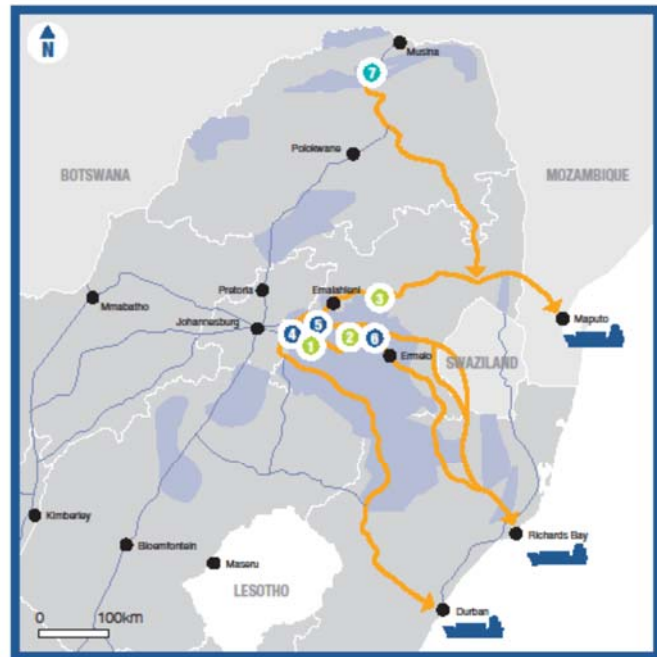 N
Musina
7
Polokwane
BOTSWANA
MOZAMBIQUE
Pretoria
Emalahleni
3
Mmabatho
Johannesburg
4
5
1
2
6
Ermelo
SWAZILAND
Maputo
Kimberley
Bloemfontein
Maseru
LESOTHO
Richards Bay
Durban
0
100km